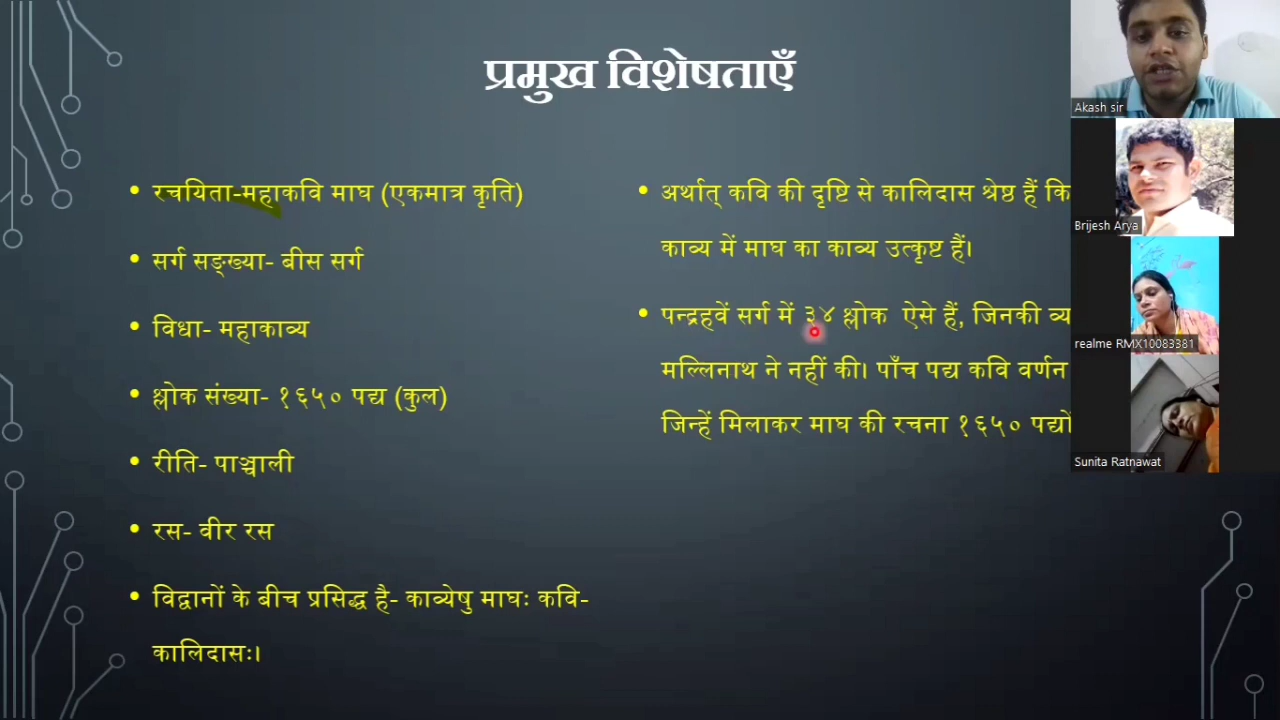 प्रमुख विशेषताएँ
रचयिता-महाकवि माघ (एकमात्र कृति)
सर्ग सङ्ख्या- बीस सर्ग
विधा- महाकाव्य
श्लोक संख्या- १६५० पद्य (कुल)
रीति- पाञ्चाली
रस- वीर रस
विद्वानों के बीच प्रसिद्ध है- काव्येषु माघः कवि-
कालिदासः।
अर्थात् कवि की दृष्टि से कालिदास श्रेष्ठ हैं
काव्य में माघ का काव्य उत्कृष्ट हैं।
पन्द्रहवें सर्ग में ३४ श्लोक ऐसे हैं, जिनकी
मल्लिनाथ ने नहीं की। पाँच पद्य कवि वर्णन
जिन्हें मिलाकर माघ की रचना १६५० पद्यों
Akash sir
Brijesh Arya
realme RMX10083381
Sunita Ratnawat